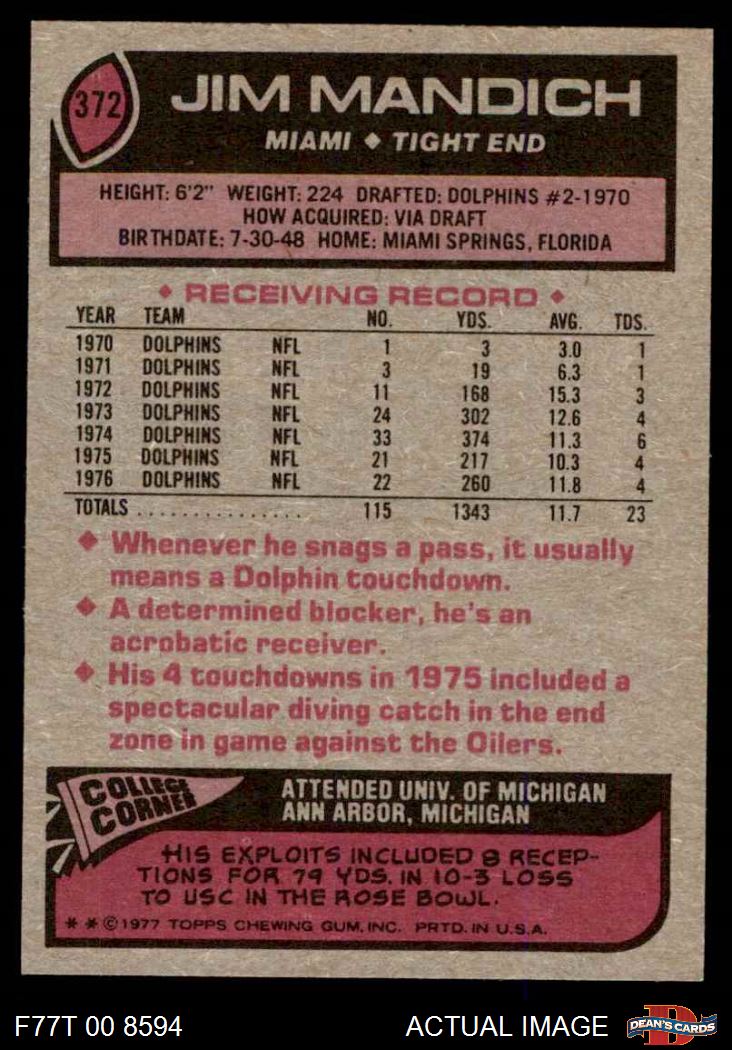 372
JIM MANDICH
MIAMI ◆ TIGHT END
HEIGHT: 6'2" WEIGHT: 224 DRAFTED: DOLPHINS #2-1970
HOW ACQUIRED: VIA DRAFT
BIRTHDATE: 7-30-48 HOME: MIAMI SPRINGS, FLORIDA
◆ RECEIVING RECORD ◆
YEAR TEAM NO. YDS. AVG. TDS.
1970 DOLPHINS NFL 1 3 3.0 1
1971 DOLPHINS NFL 3 19 6.3 1
1972 DOLPHINS NFL 11 168 15.3 3
1973 DOLPHINS NFL 24 302 12.6 4
1974 DOLPHINS NFL 33 374 11.3 6
1975 DOLPHINS NFL 21 217 10.3 4
1976 DOLPHINS NFL 22 260 11.8 4
TOTALS ............... 115 1343 11.7 23
◆ Whenever he snags a pass, it usually
means a Dolphin touchdown.
◆ A determined blocker, he's an
acrobatic receiver.
◆ His 4 touchdowns in 1975 included a
spectacular diving catch in the end
zone in game against the Oilers.
COLLEGE
CORNER
ATTENDED UNIV. OF MICHIGAN
ANN ARBOR, MICHIGAN
HIS EXPLOITS INCLUDED 8 RECEP-
TIONS FOR 79 YDS. IN 10-3 LOSS
TO USC IN THE ROSE BOWL.
* * © 1977 TOPPS CHEWING GUM, INC. PRTD. IN U.S.A.
F77T 00 8594
ACTUAL IMAGE
D
DEAN'S CARDS